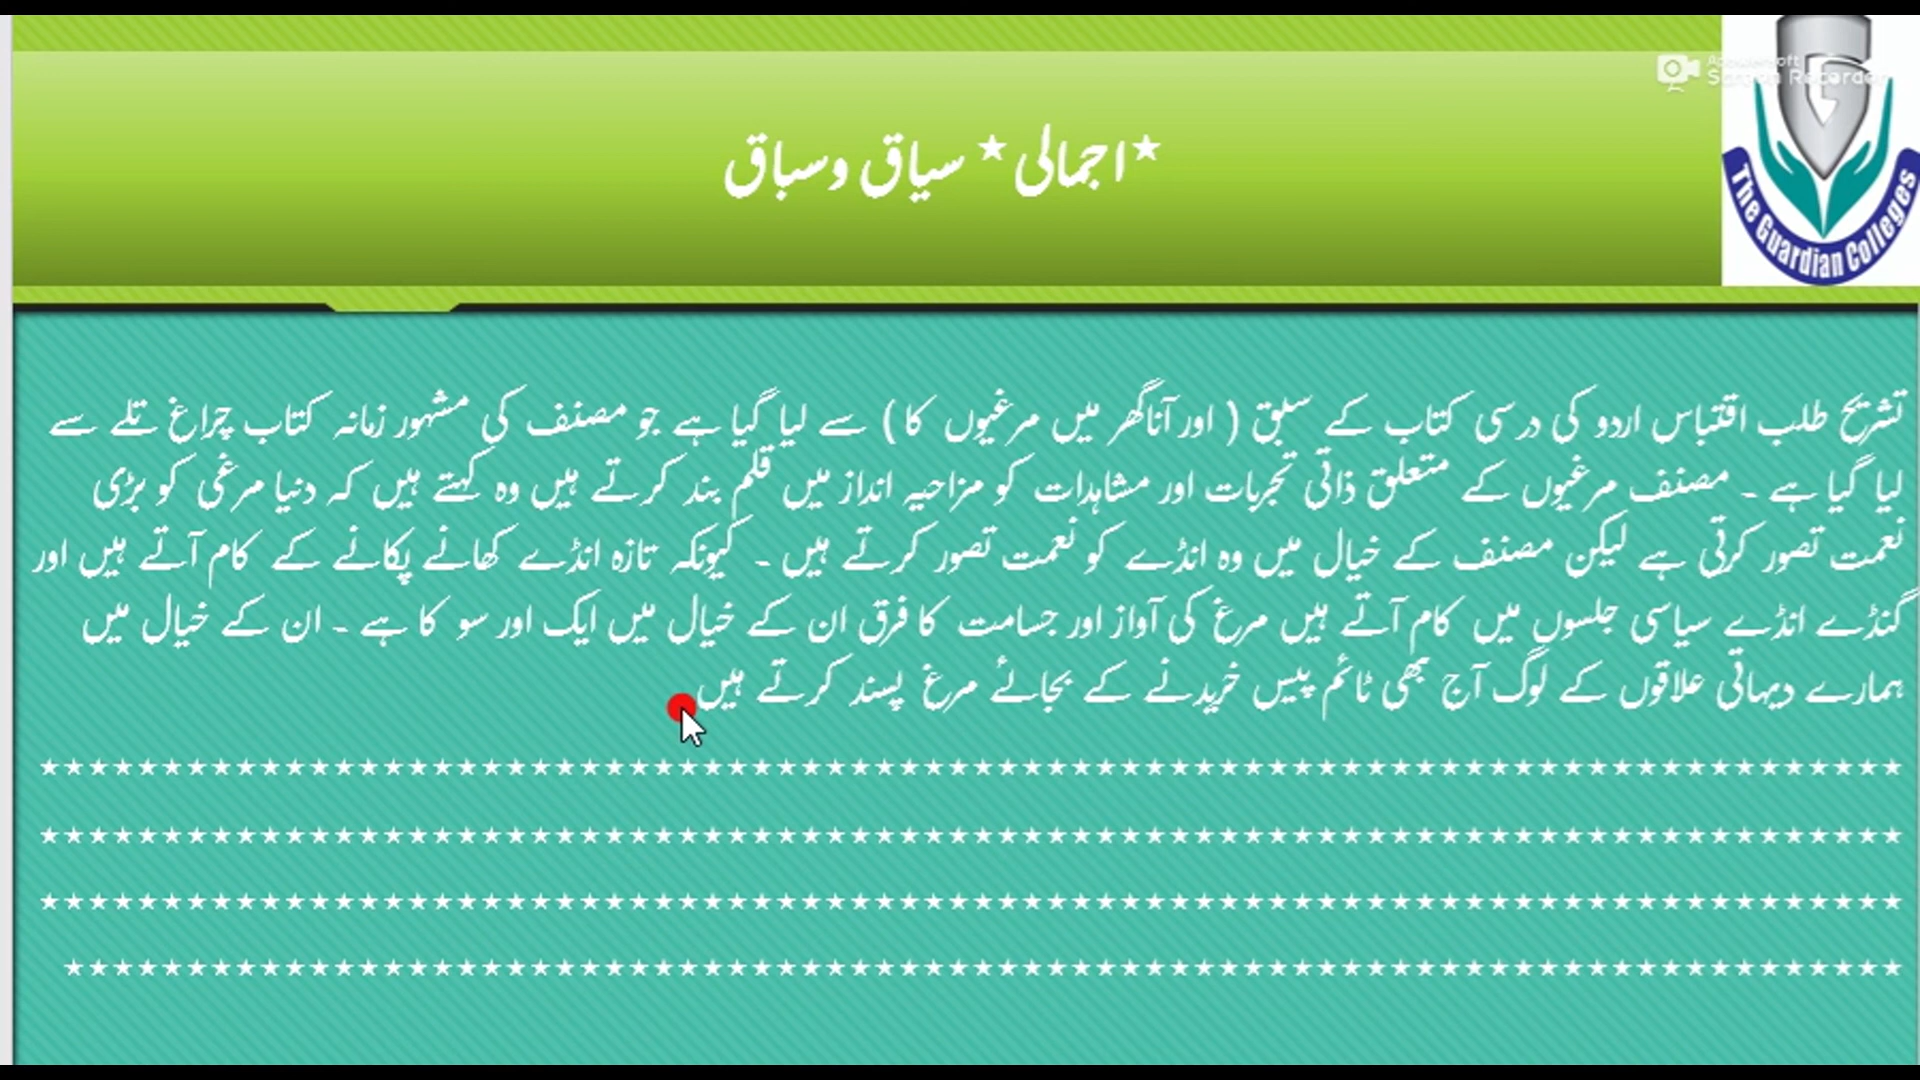 Apowersoft
Screen Recorder
★اجمالی★ سیاق و سباق
The Guardian Colleges
تشریح طلب اقتباس اردو کی درسی کتاب کے سبق ( اور آنا گھر میں مرغیوں کا ) سے لیا گیا ہے جو مصنف کی مشہور زمانہ کتاب چراغ تلے سے
لیا گیا ہے ۔ مصنف مرغیوں کے متعلق ذاتی تجربات اور مشاہدات کو مزاحیہ انداز میں قلم بند کرتے ہیں وہ کہتے ہیں کہ دنیا مرغی کو بڑی
نعمت تصور کرتی ہے لیکن مصنف کے خیال میں وہ انڈے کو نعمت تصور کرتے ہیں ۔ کیونکہ تازہ انڈے کھانے پکانے کے کام آتے ہیں اور
گنڈے انڈے سیاسی جلسوں میں کام آتے ہیں مرغ کی آواز اور جسامت کا فرق ان کے خیال میں ایک اور سو کا ہے ۔ ان کے خیال میں
ہمارے دیہاتی علاقوں کے لوگ آج بھی ٹائم پیس خریدنے کے بجائے مرغ پسند کرتے ہیں
★★★★★★★★★★★★★★★★★★★★★★★★★★★★★★★★★★★★★★★★★★★★★★★★★★★★★★★★★★★★★★★★★★★★★★★★★★★★
★★★★★★★★★★★★★★★★★★★★★★★★★★★★★★★★★★★★★★★★★★★★★★★★★★★★★★★★★★★★★★★★★★★★★★★★★★★★
★★★★★★★★★★★★★★★★★★★★★★★★★★★★★★★★★★★★★★★★★★★★★★★★★★★★★★★★★★★★★★★★★★★★★★★★★★★★
★★★★★★★★★★★★★★★★★★★★★★★★★★★★★★★★★★★★★★★★★★★★★★★★★★★★★★★★★★★★★★★★★★★★★★★★★★★